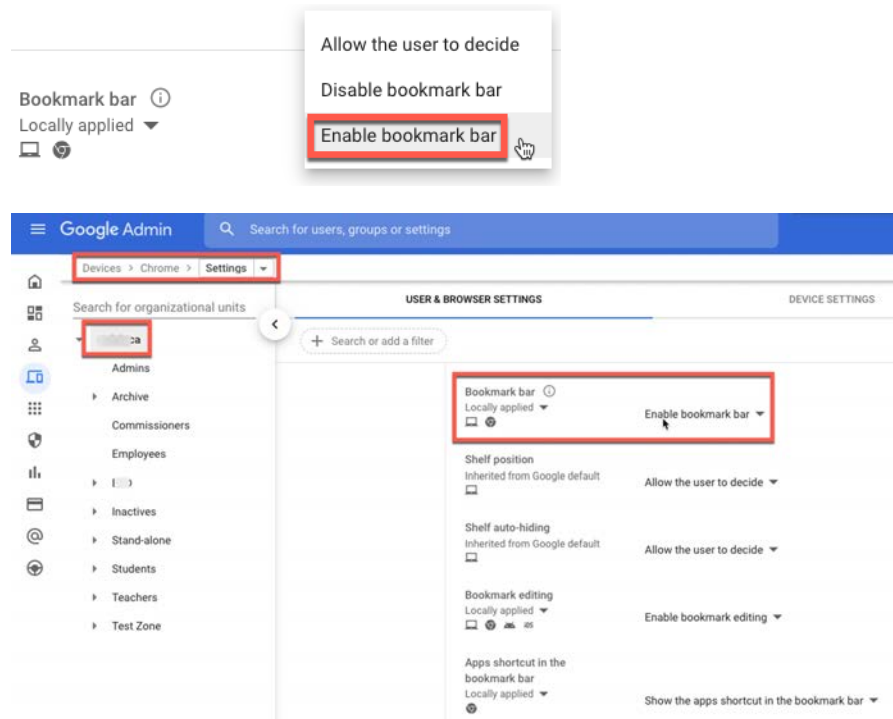 Allow the user to decide
Disable bookmark bar
Enable bookmark bar
Bookmark bar
Locally applied
Google Admin
Search for users, groups or settings
Devices > Chrome > Settings
Search for organizational units
USER & BROWSER SETTINGS
DEVICE SETTINGS
+ Search or add a filter
Admins
Archive
Commissioners
Employees
Inactives
Stand-alone
Students
Teachers
Test Zone
Bookmark bar
Locally applied
Enable bookmark bar
Shelf position
Inherited from Google default
Allow the user to decide
Shelf auto-hiding
Inherited from Google default
Allow the user to decide
Bookmark editing
Locally applied
Enable bookmark editing
Apps shortcut in the
bookmark bar
Locally applied
Show the apps shortcut in the bookmark bar